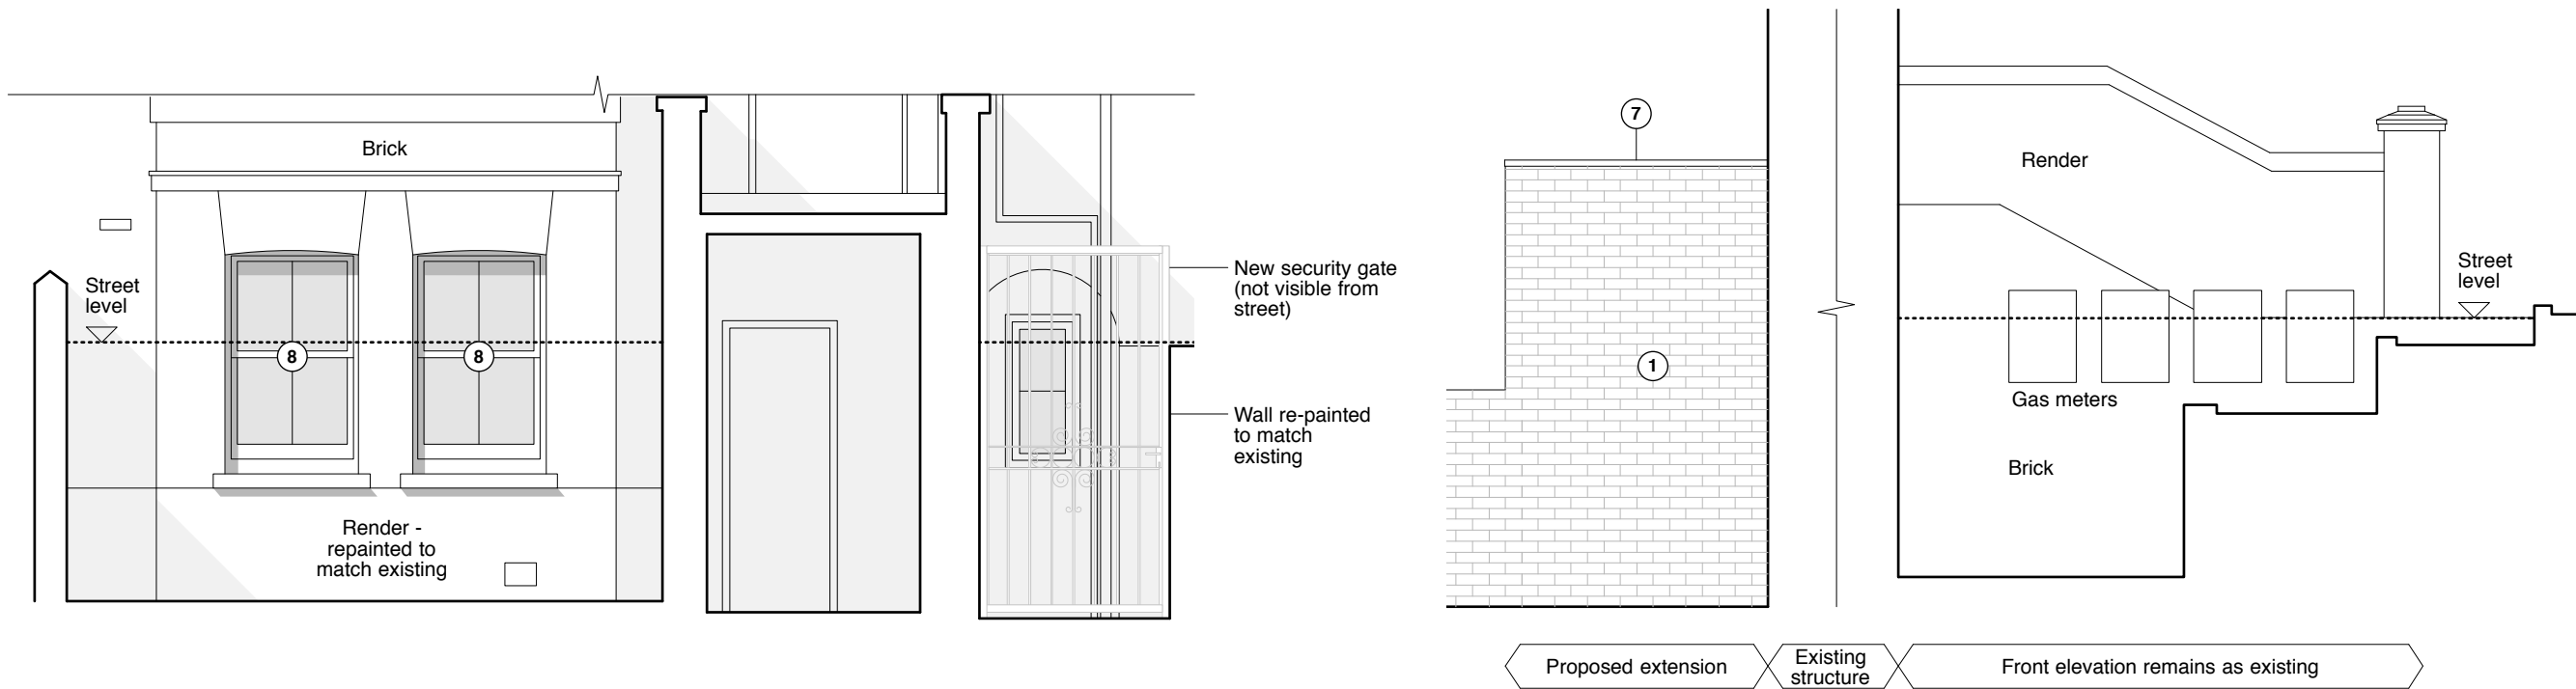 Brick
Street
level
8
8
Render -
repainted to
match existing
New security gate
(not visible from
street)
Wall re-painted
to match
existing
7
1
Render
Street
level
Gas meters
Brick
Proposed extension
Existing
structure
Front elevation remains as existing